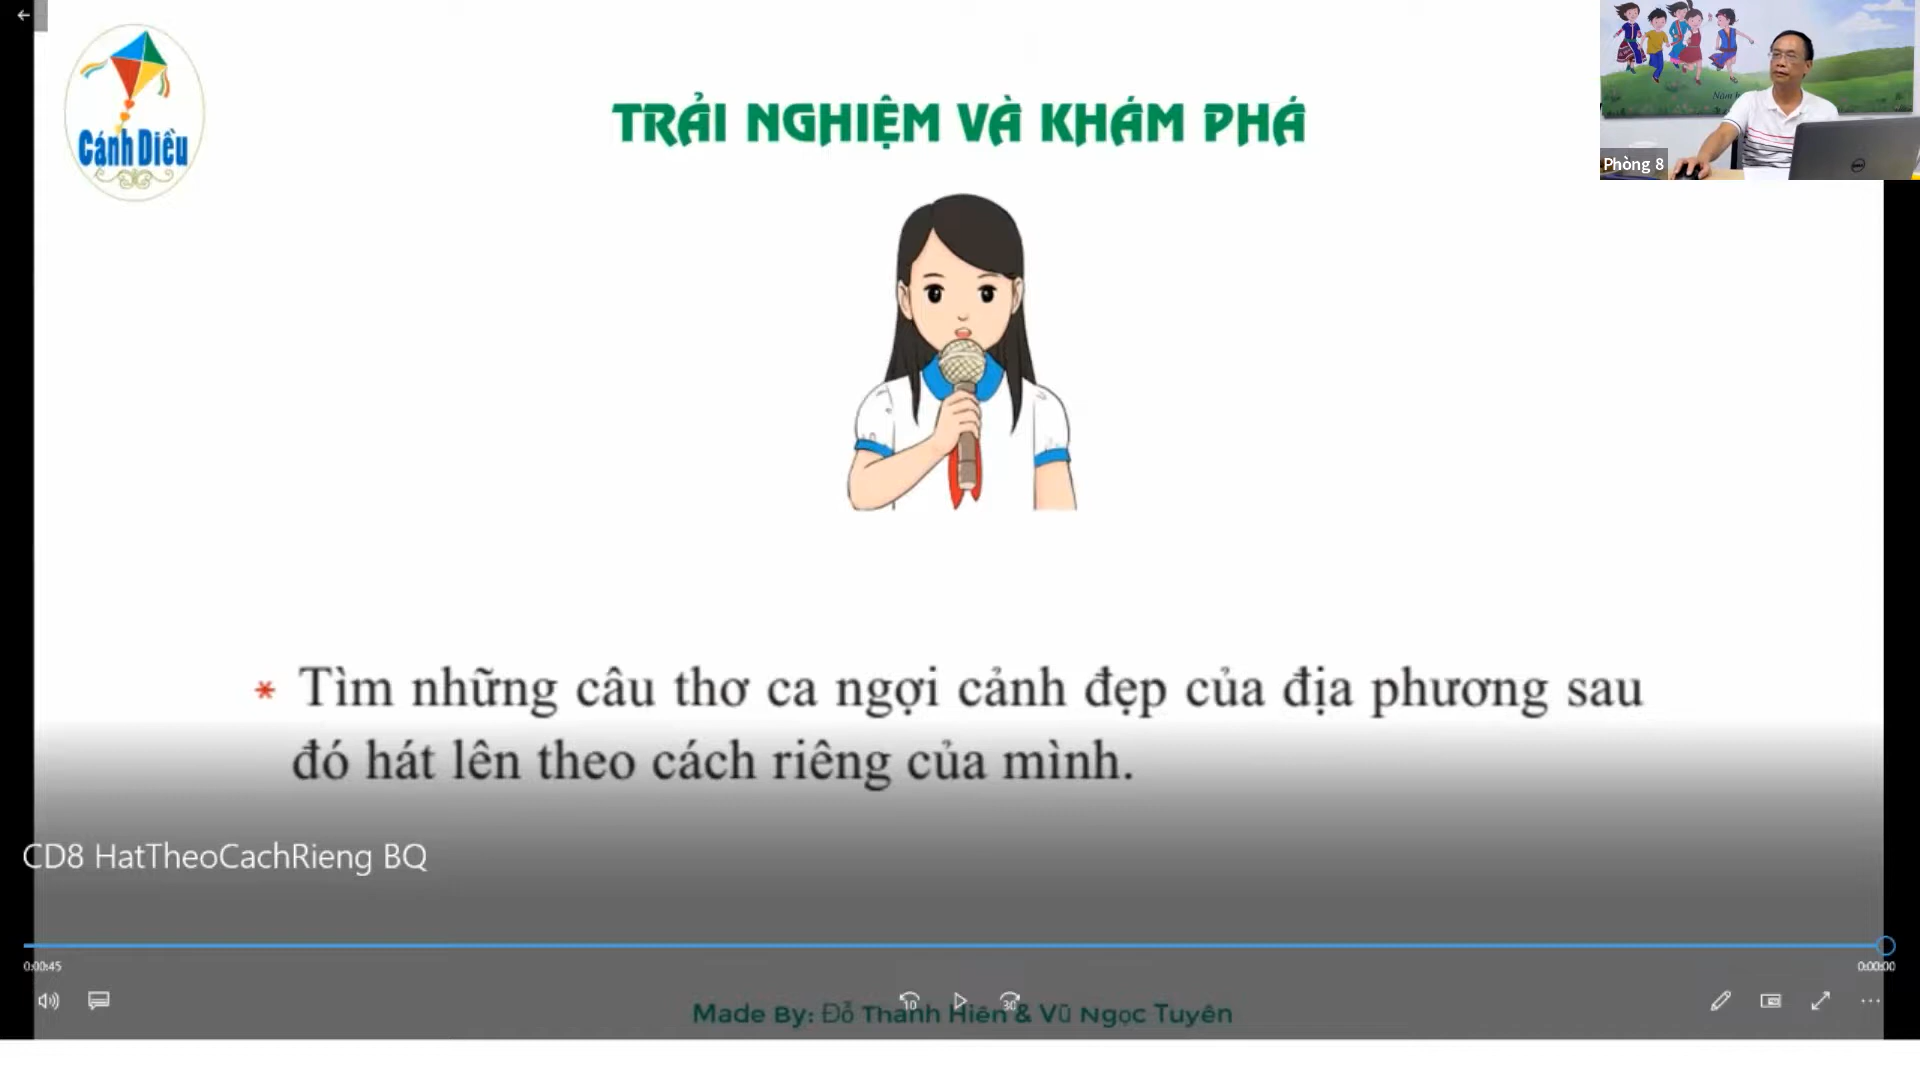 Cánh Diều
TRẢI NGHIỆM VÀ KHÁM PHÁ
Phòng 8
* Tìm những câu thơ ca ngợi cảnh đẹp của địa phương sau
đó hát lên theo cách riêng của mình.
CD8 HatTheoCachRieng BQ
0:00:45
0:00:00
10
30
Made By: Đỗ Thanh Hiên & Vũ Ngọc Tuyên